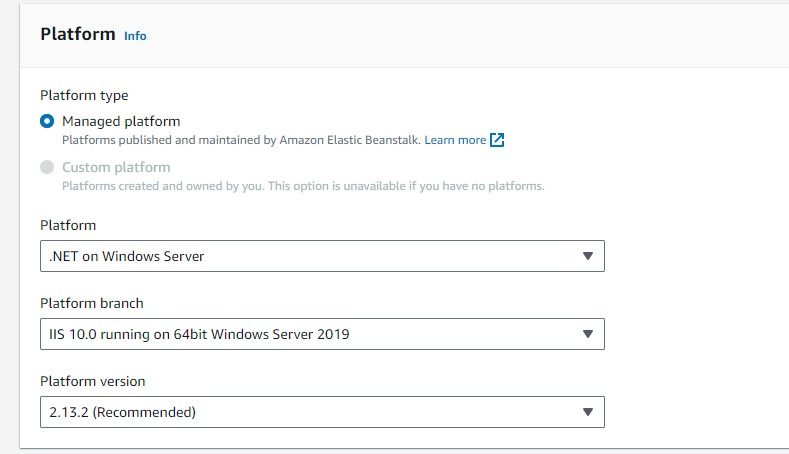 Platform Info
Platform type
Managed platform
Platforms published and maintained by Amazon Elastic Beanstalk. Learn more
Custom platform
Platforms created and owned by you. This option is unavailable if you have no platforms.
Platform
.NET on Windows Server
Platform branch
IIS 10.0 running on 64bit Windows Server 2019
Platform version
2.13.2 (Recommended)